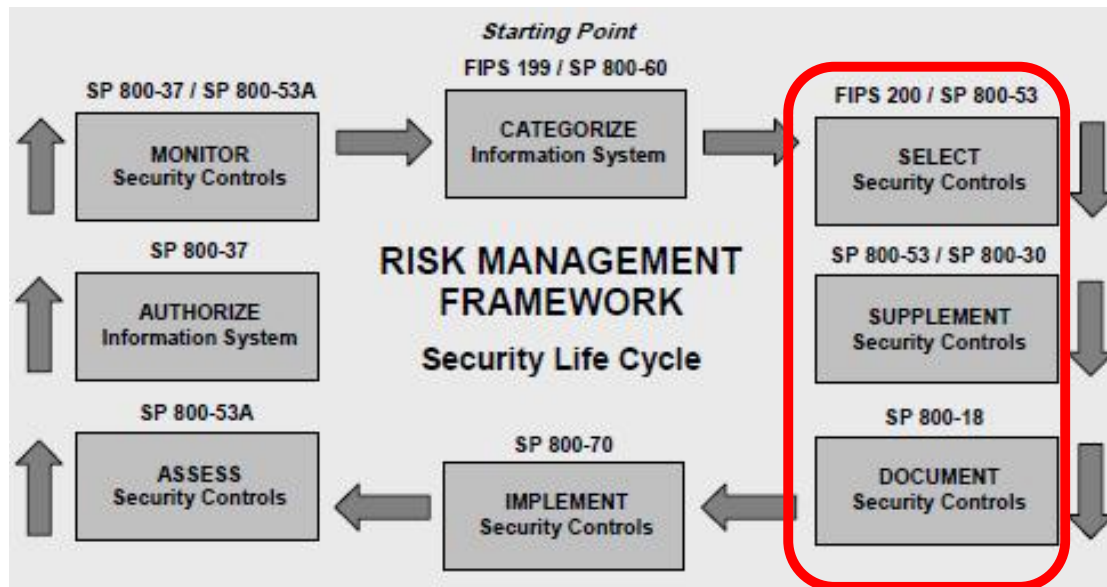 Starting Point
FIPS 199 / SP 800-60
CATEGORIZE
Information System
FIPS 200 / SP 800-53
SELECT
Security Controls
SP 800-53 / SP 800-30
SUPPLEMENT
Security Controls
SP 800-18
DOCUMENT
Security Controls
SP 800-70
IMPLEMENT
Security Controls
SP 800-53A
ASSESS
Security Controls
SP 800-37
AUTHORIZE
Information System
SP 800-37 / SP 800-53A
MONITOR
Security Controls
RISK MANAGEMENT
FRAMEWORK
Security Life Cycle